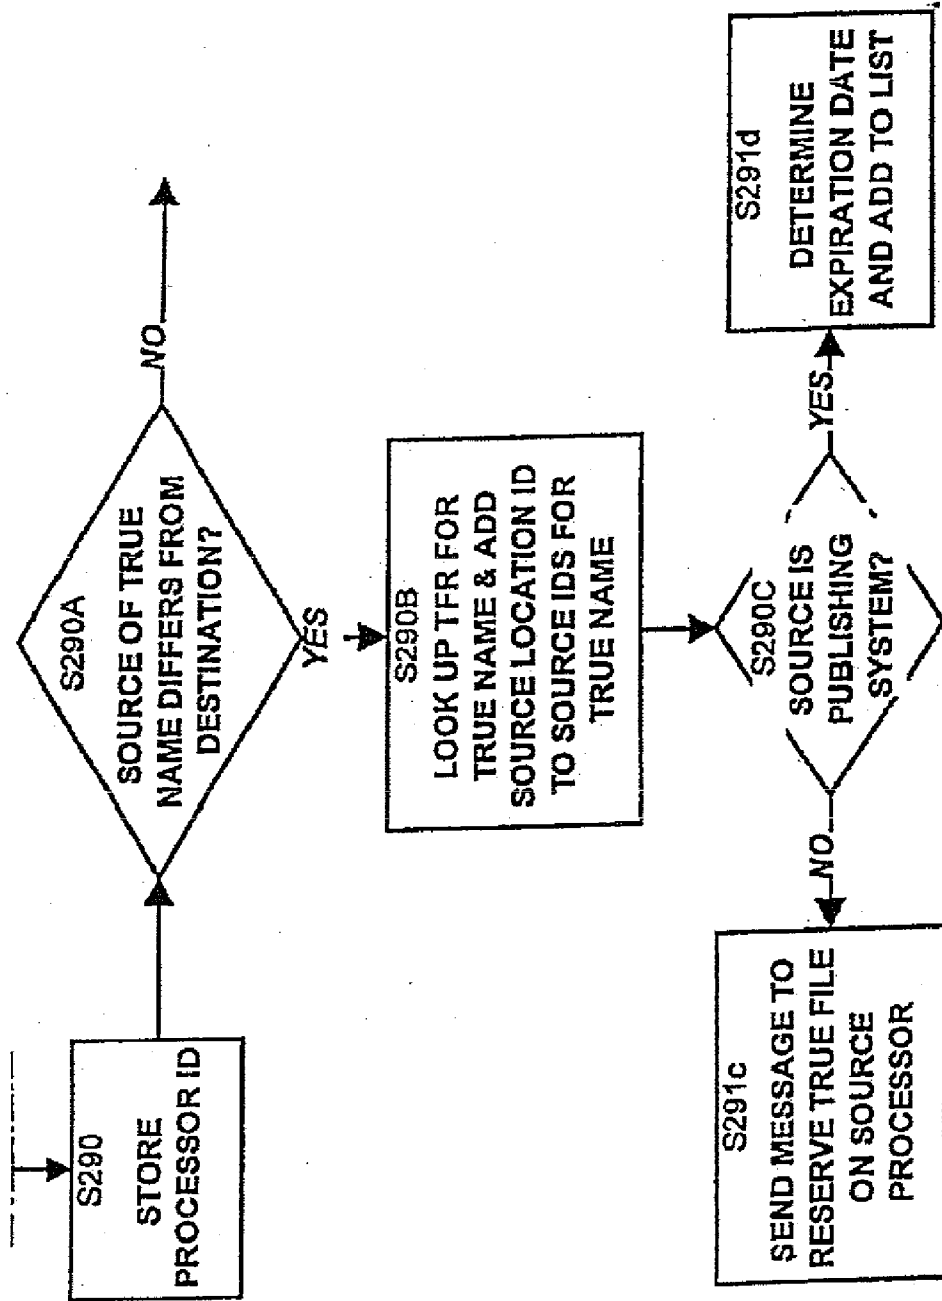 S290
STORE
PROCESSOR ID
S290A
SOURCE OF TRUE
NAME DIFFERS FROM
DESTINATION?
NO
YES
S290B
LOOK UP TFR FOR
TRUE NAME & ADD
SOURCE LOCATION ID
TO SOURCE IDS FOR
TRUE NAME
S290C
SOURCE IS
PUBLISHING
SYSTEM?
NO
YES
S291c
SEND MESSAGE TO
RESERVE TRUE FILE
ON SOURCE
PROCESSOR
S291d
DETERMINE
EXPIRATION DATE
AND ADD TO LIST